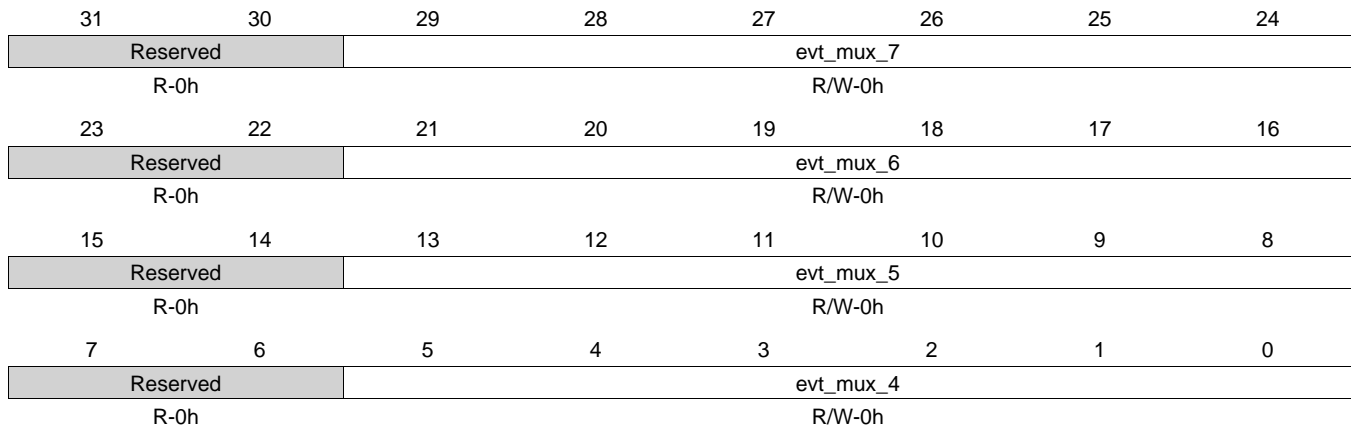 31 30 29 28 27 26 25 24
Reserved evt_mux_7
R-0h R/W-0h
23 22 21 20 19 18 17 16
Reserved evt_mux_6
R-0h R/W-0h
15 14 13 12 11 10 9 8
Reserved evt_mux_5
R-0h R/W-0h
7 6 5 4 3 2 1 0
Reserved evt_mux_4
R-0h R/W-0h